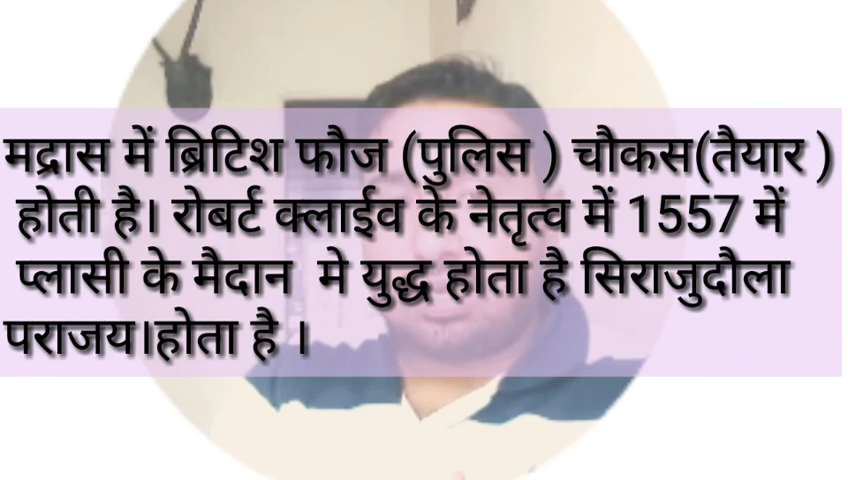 मद्रास में ब्रिटिश फौज (पुलिस ) चौकस(तैयार )
होती है। रोबर्ट क्लाईव के नेतृत्व में 1557 में
प्लासी के मैदान मे युद्ध होता है सिराजुदौला
पराजय।होता है ।